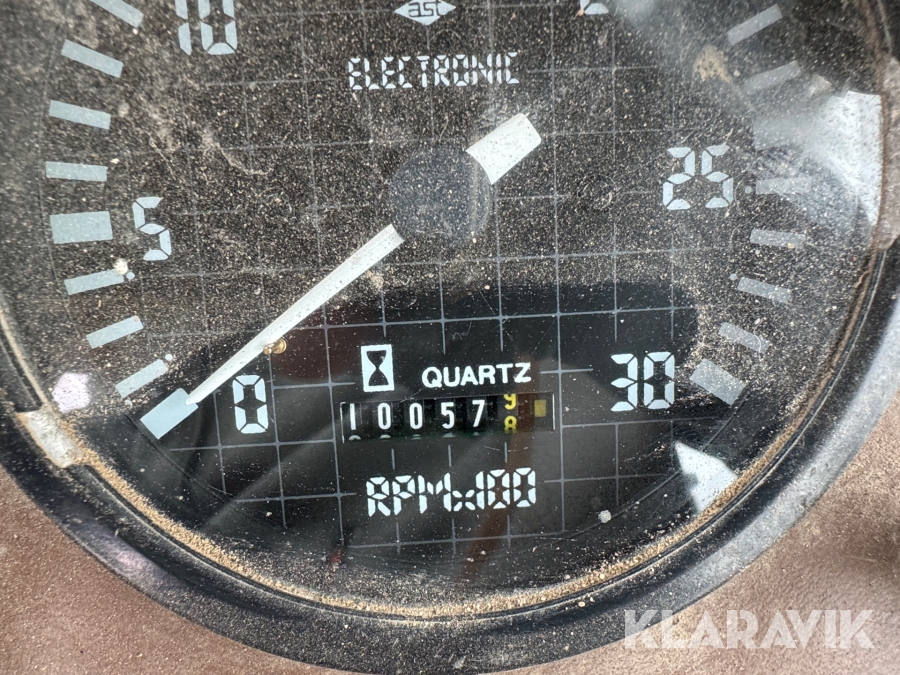 10
ELECTRONIC
5
25
QUARTZ
0
30
10057
RPMx100
KLARAVIK